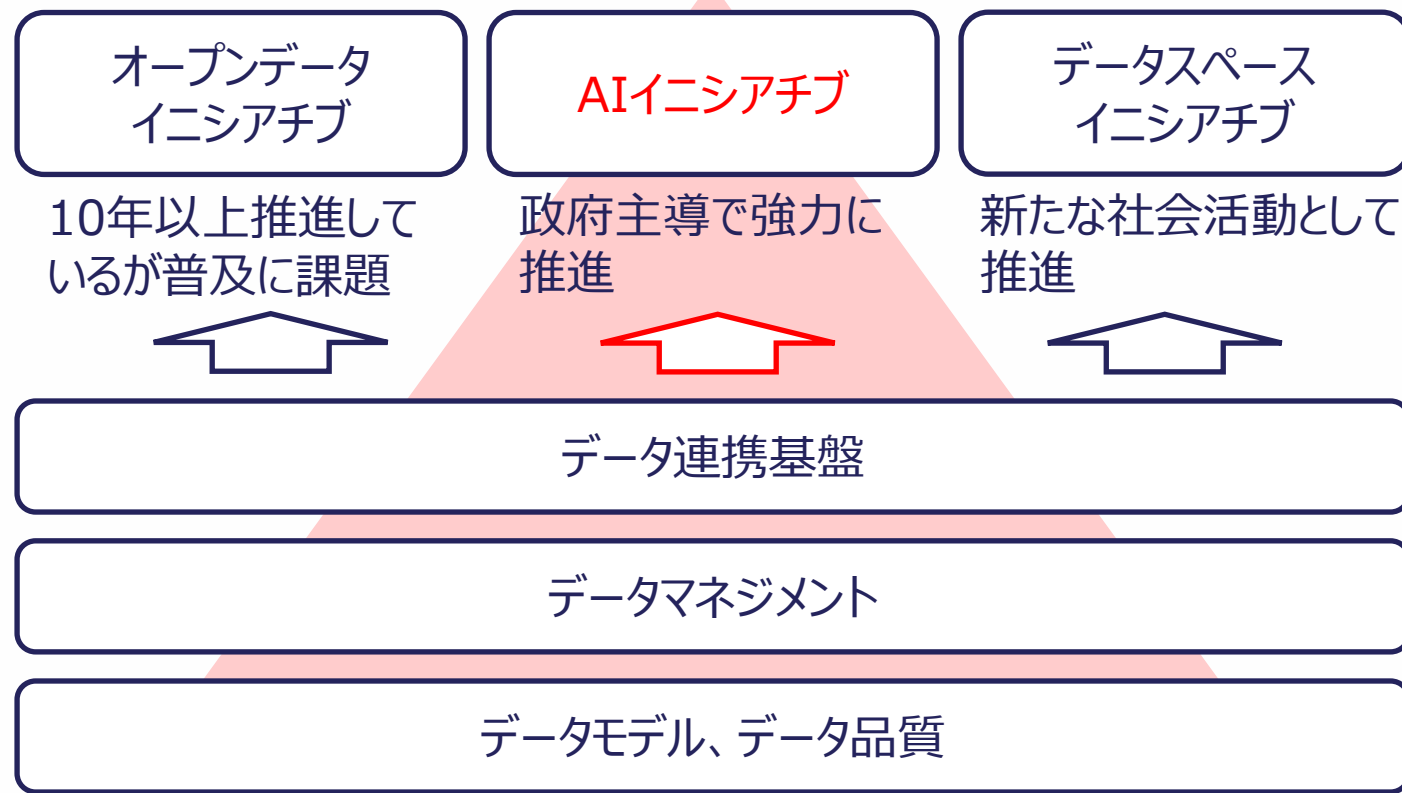 オープンデータ
イニシアチブ
AIイニシアチブ
データスペース
イニシアチブ
10年以上推進して
いるが普及に課題
政府主導で強力に
推進
新たな社会活動として
推進
データ連携基盤
データマネジメント
データモデル、データ品質